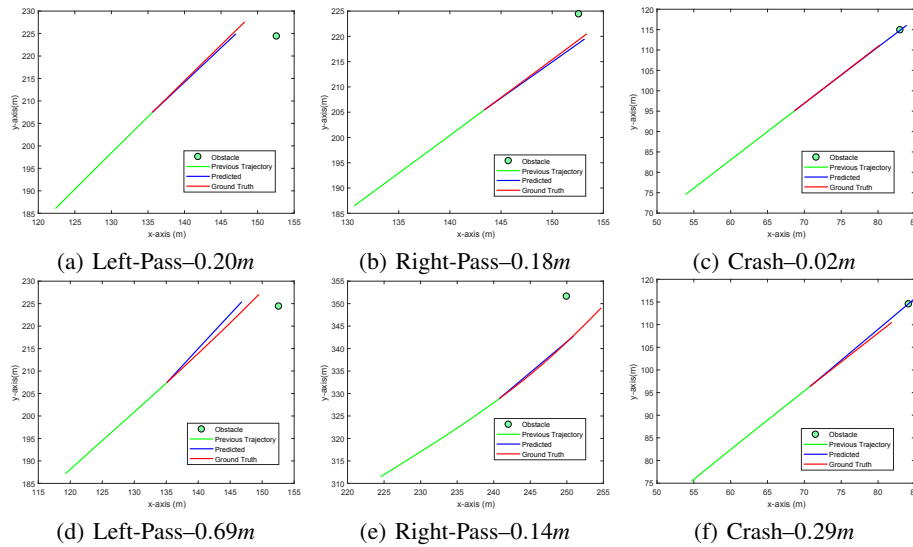 230
225
220
215
210
205
200
195
190
185
y-axis(m)
120 125 130 135 140 145 150 155
x-axis (m)
Obstacle
Previous Trajectory
Predicted
Ground Truth
(a) Left-Pass–0.20m
225
220
215
210
205
200
195
190
185
y-axis(m)
130 135 140 145 150 155
x-axis (m)
Obstacle
Previous Trajectory
Predicted
Ground Truth
(b) Right-Pass–0.18m
120
115
110
105
100
95
90
85
80
75
70
y-axis(m)
50 55 60 65 70 75 80
x-axis (m)
Obstacle
Previous Trajectory
Predicted
Ground Truth
(c) Crash–0.02m
230
225
220
215
210
205
200
195
190
185
y-axis(m)
115 120 125 130 135 140 145 150 155
x-axis (m)
Obstacle
Previous Trajectory
Predicted
Ground Truth
(d) Left-Pass–0.69m
355
350
345
340
335
330
325
320
315
310
y-axis(m)
220 225 230 235 240 245 250 255
x-axis (m)
Obstacle
Previous Trajectory
Predicted
Ground Truth
(e) Right-Pass–0.14m
120
115
110
105
100
95
90
85
80
75
y-axis(m)
50 55 60 65 70 75 80
x-axis (m)
Obstacle
Previous Trajectory
Predicted
Ground Truth
(f) Crash–0.29m